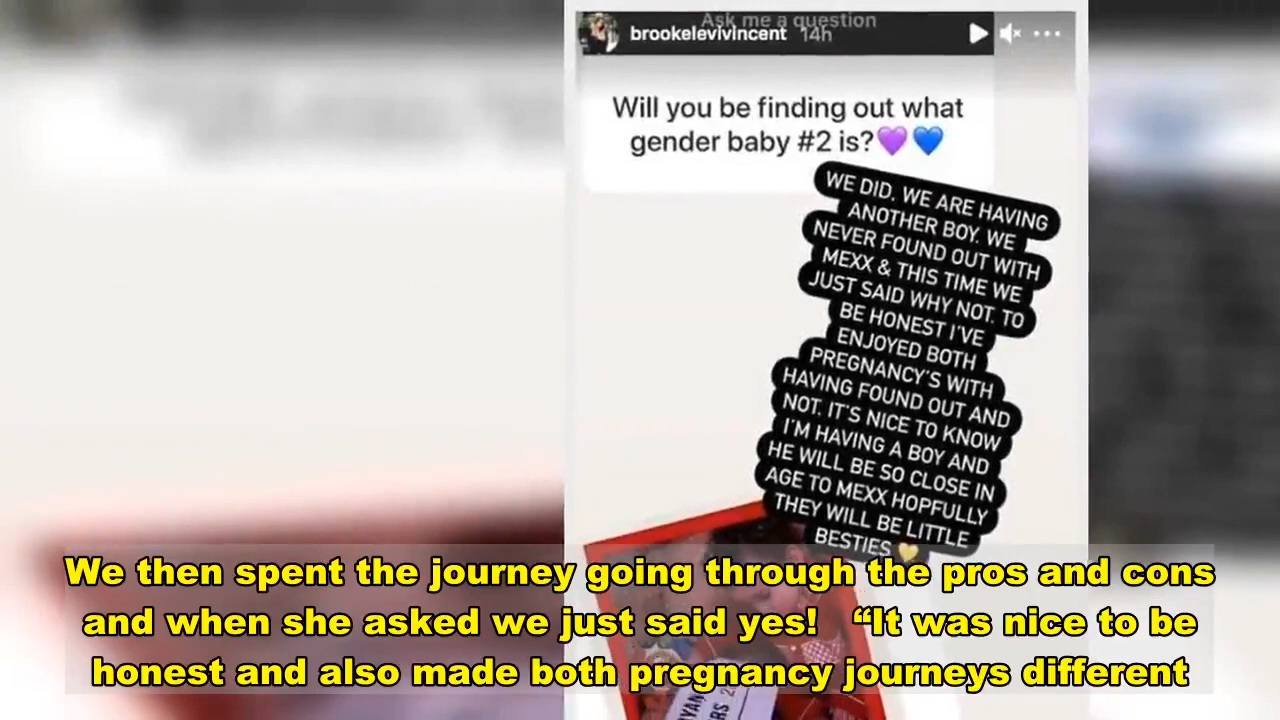 Ask me a question
brookelevivincent 14h
Will you be finding out what
gender baby #2 is?💜💙
WE DID. WE ARE HAVING
ANOTHER BOY. WE
NEVER FOUND OUT WITH
MEXX & THIS TIME WE
JUST SAID WHY NOT. TO
BE HONEST I'VE
ENJOYED BOTH
PREGNANCY'S WITH
HAVING FOUND OUT AND
NOT. IT'S NICE TO KNOW
I'M HAVING A BOY AND
HE WILL BE SO CLOSE IN
AGE TO MEXX HOPFULLY
THEY WILL BE LITTLE
BESTIES 💛
We then spent the journey going through the pros and cons
and when she asked we just said yes! “It was nice to be
honest and also made both pregnancy journeys different